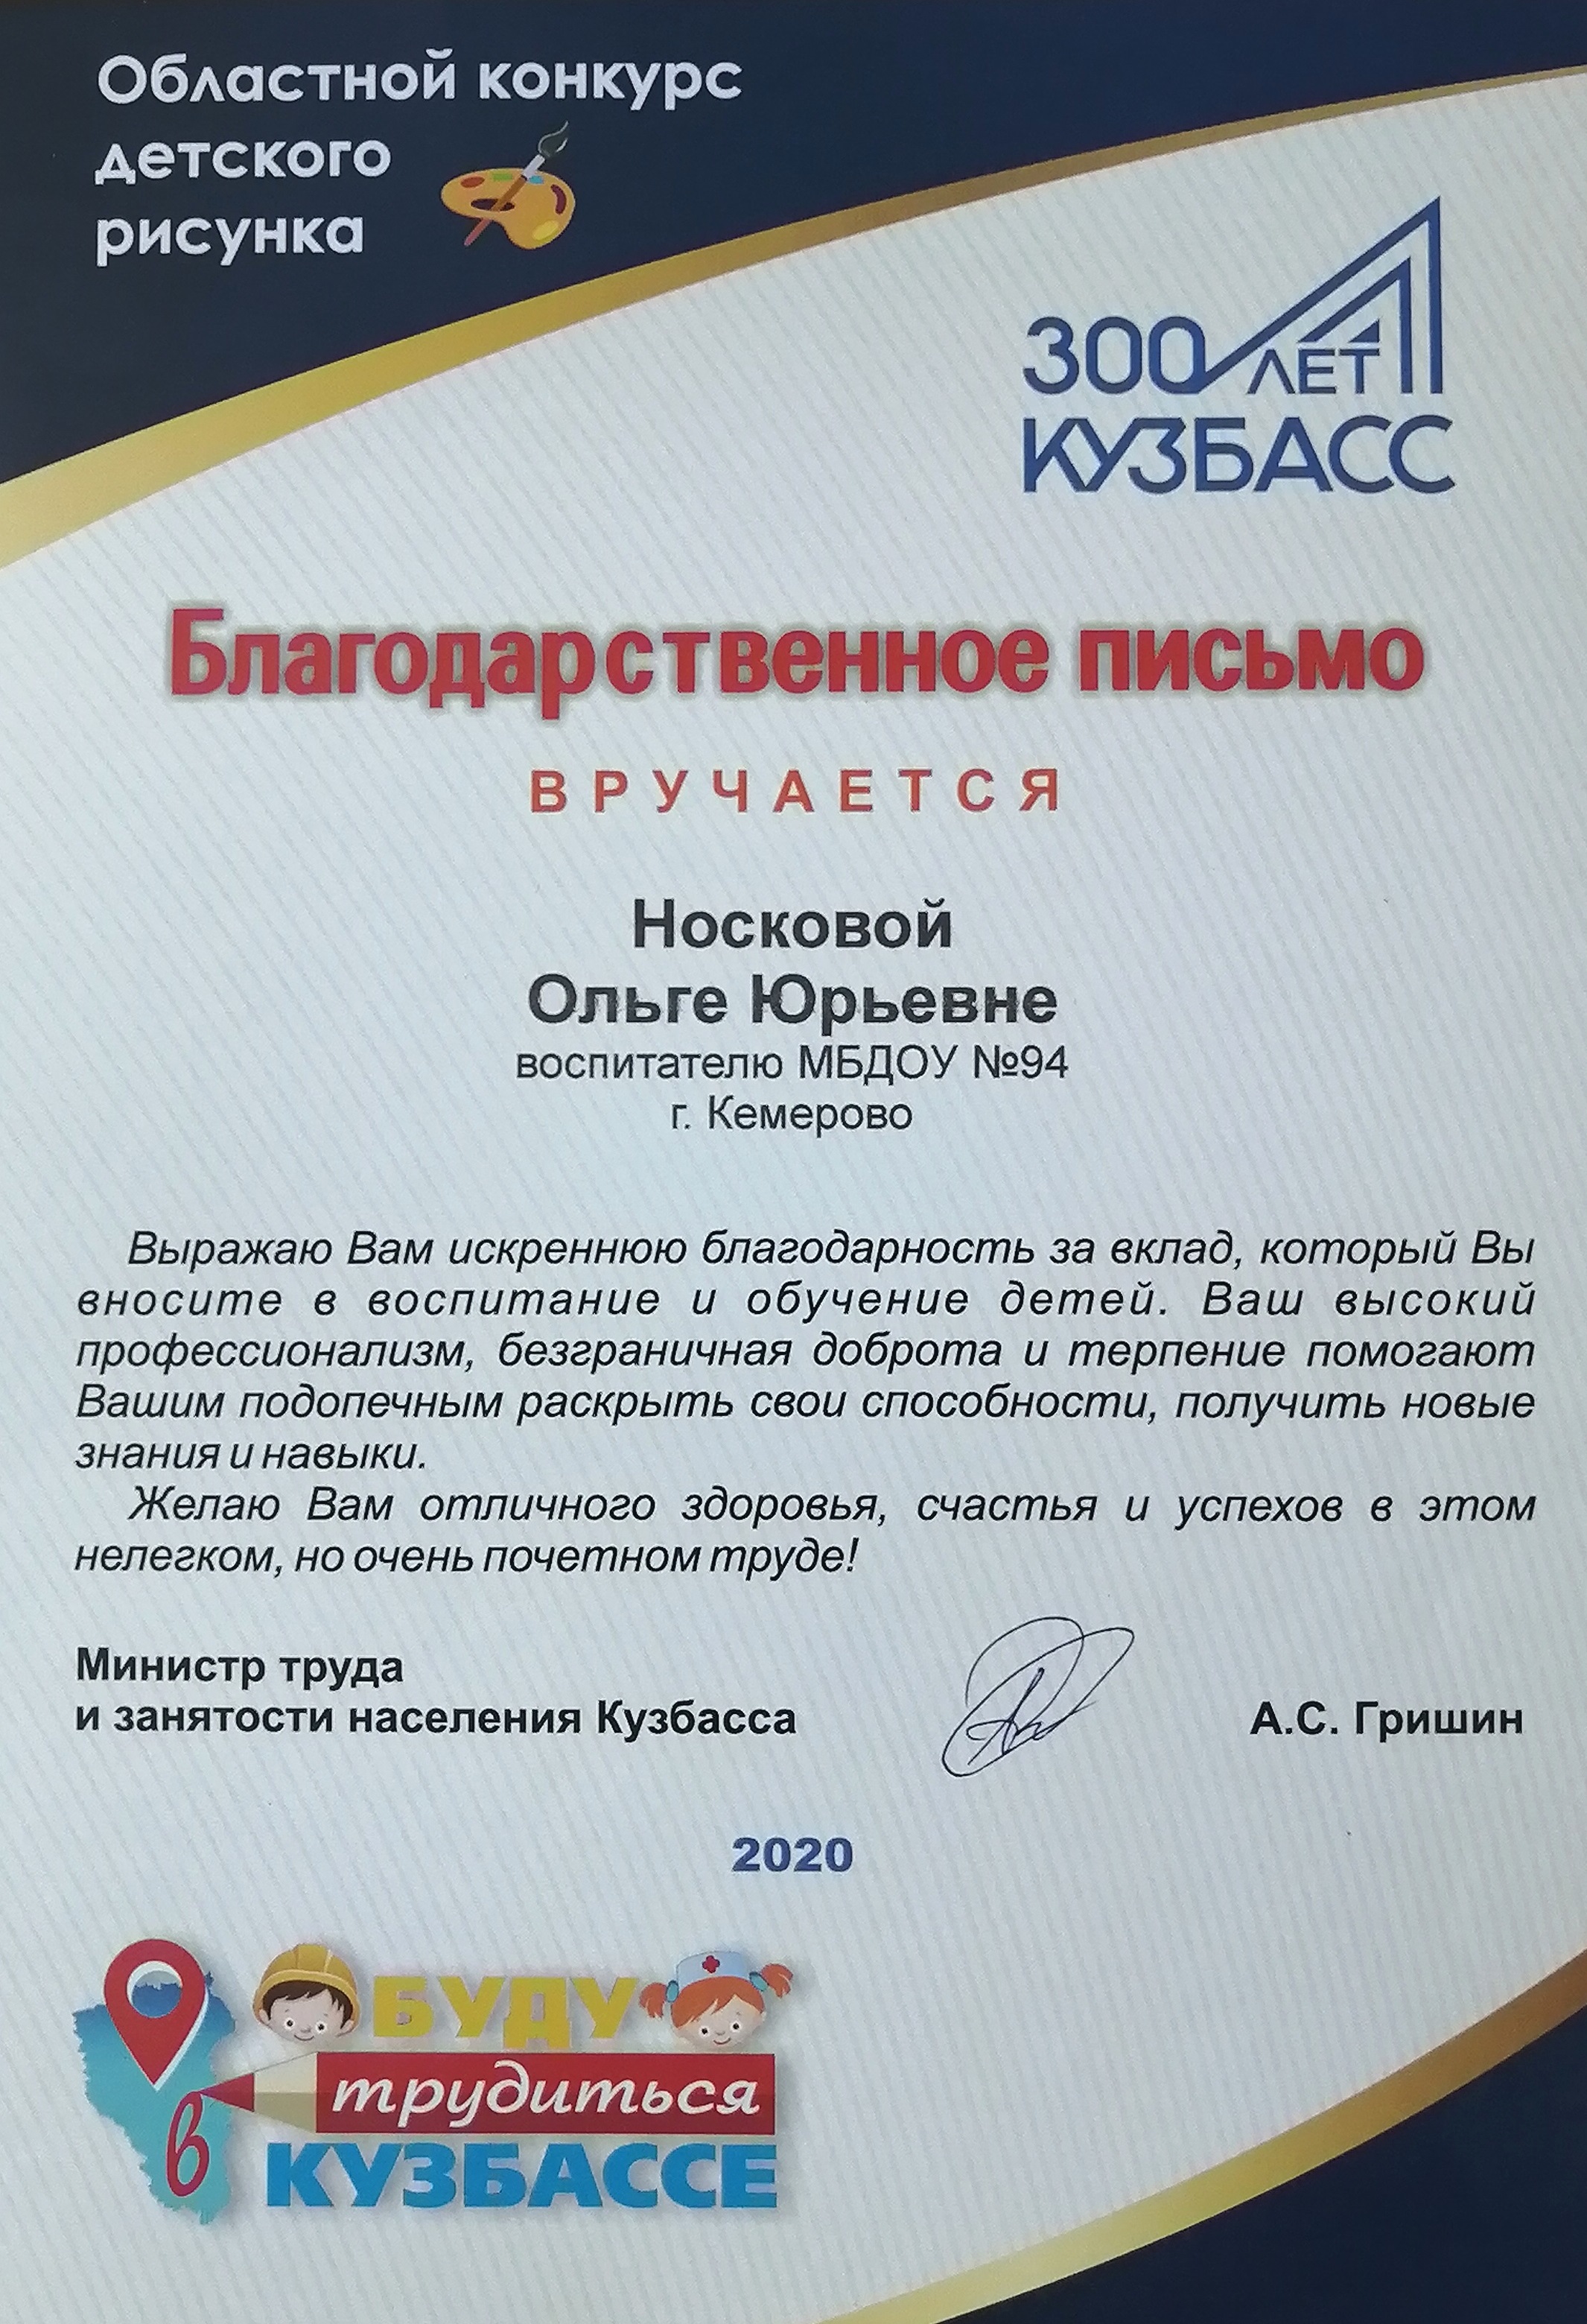 Областной конкурс
детского
рисунка
300 ЛЕТ
КУЗБАСС
Благодарственное письмо
ВРУЧАЕТСЯ
Носковой
Ольге Юрьевне
воспитателю МБДОУ №94
г. Кемерово
Выражаю Вам искреннюю благодарность за вклад, который Вы
вносите в воспитание и обучение детей. Ваш высокий
профессионализм, безграничная доброта и терпение помогают
Вашим подопечным раскрыть свои способности, получить новые
знания и навыки.
Желаю Вам отличного здоровья, счастья и успехов в этом
нелегком, но очень почетном труде!
Министр труда
и занятости населения Кузбасса А.С. Гришин
2020
БУДУ
трудиться
в КУЗБАССЕ